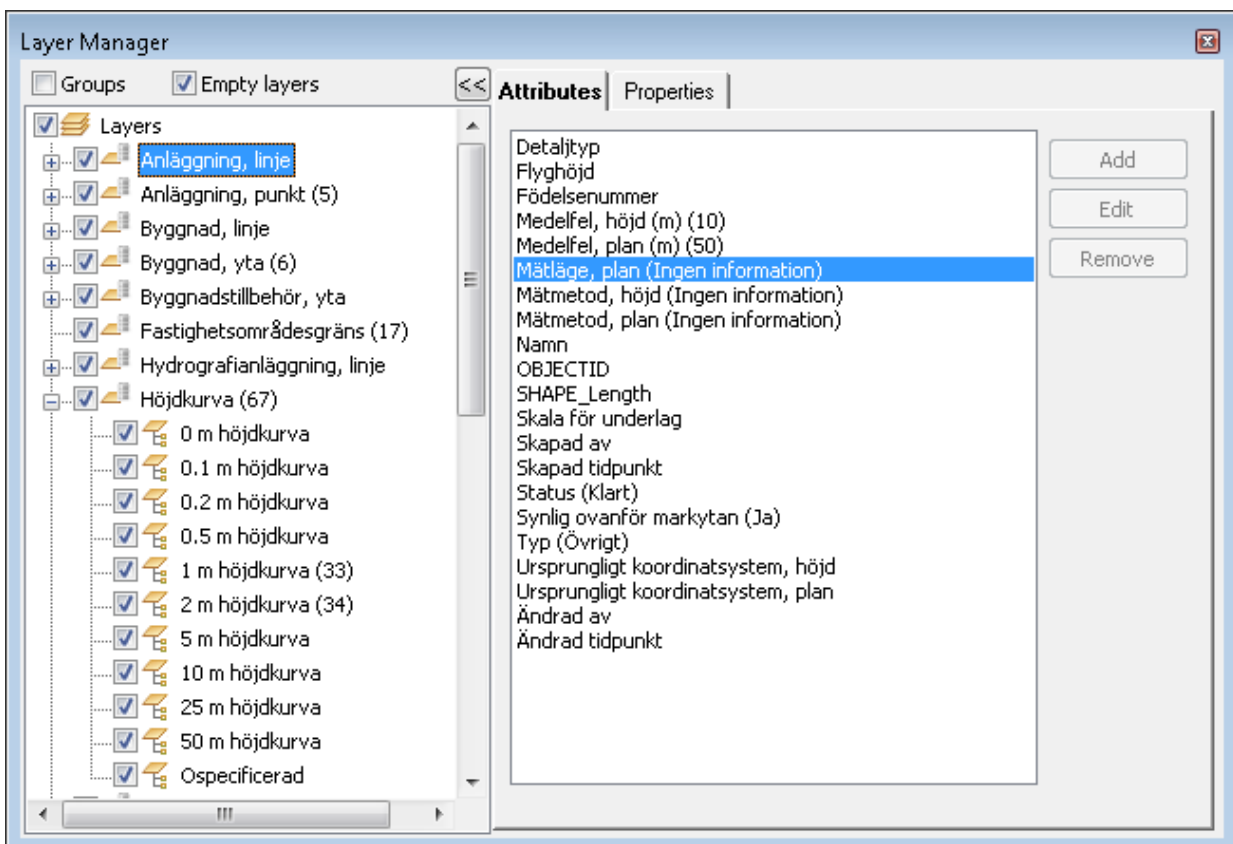 Layer Manager
Groups
Empty layers
<<
Attributes
Properties
Layers
Anläggning, linje
Anläggning, punkt (5)
Byggnad, linje
Byggnad, yta (6)
Byggnadstillbehör, yta
Fastighetsområdesgräns (17)
Hydrografianläggning, linje
Höjdkurva (67)
0 m höjdkurva
0.1 m höjdkurva
0.2 m höjdkurva
0.5 m höjdkurva
1 m höjdkurva (33)
2 m höjdkurva (34)
5 m höjdkurva
10 m höjdkurva
25 m höjdkurva
50 m höjdkurva
Ospecificerad
Detaljtyp
Flyghöjd
Födelsenummer
Medelfel, höjd (m) (10)
Medelfel, plan (m) (50)
Mätläge, plan (Ingen information)
Mätmetod, höjd (Ingen information)
Mätmetod, plan (Ingen information)
Namn
OBJECTID
SHAPE_Length
Skala för underlag
Skapad av
Skapad tidpunkt
Status (Klart)
Synlig ovanför markytan (Ja)
Typ (Övrigt)
Ursprungligt koordinatsystem, höjd
Ursprungligt koordinatsystem, plan
Ändrad av
Ändrad tidpunkt
Add
Edit
Remove